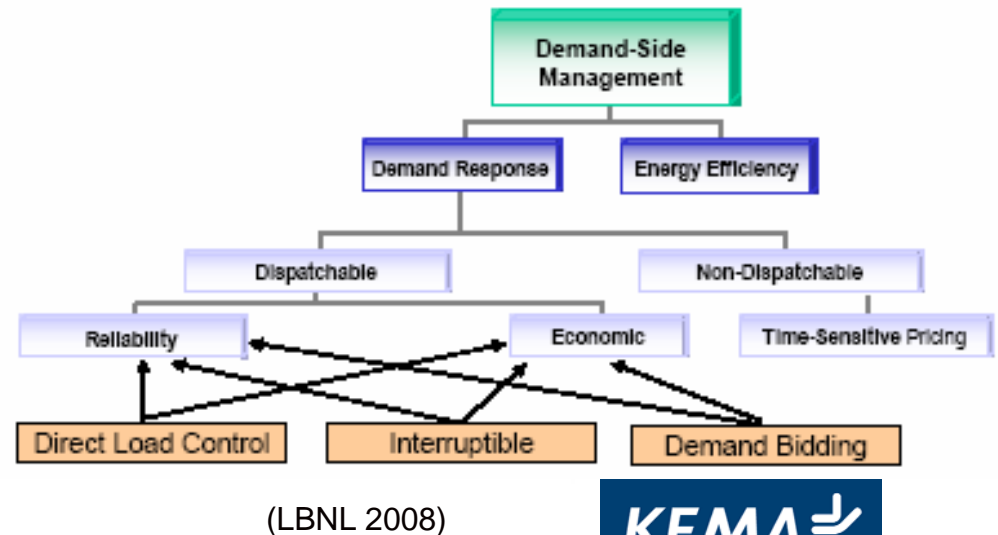 Demand-Side
Management
Demand Response
Energy Efficiency
Dispatchable
Non-Dispatchable
Reliability
Economic
Time-Sensitive Pricing
Direct Load Control
Interruptible
Demand Bidding
(LBNL 2008)
KEMA